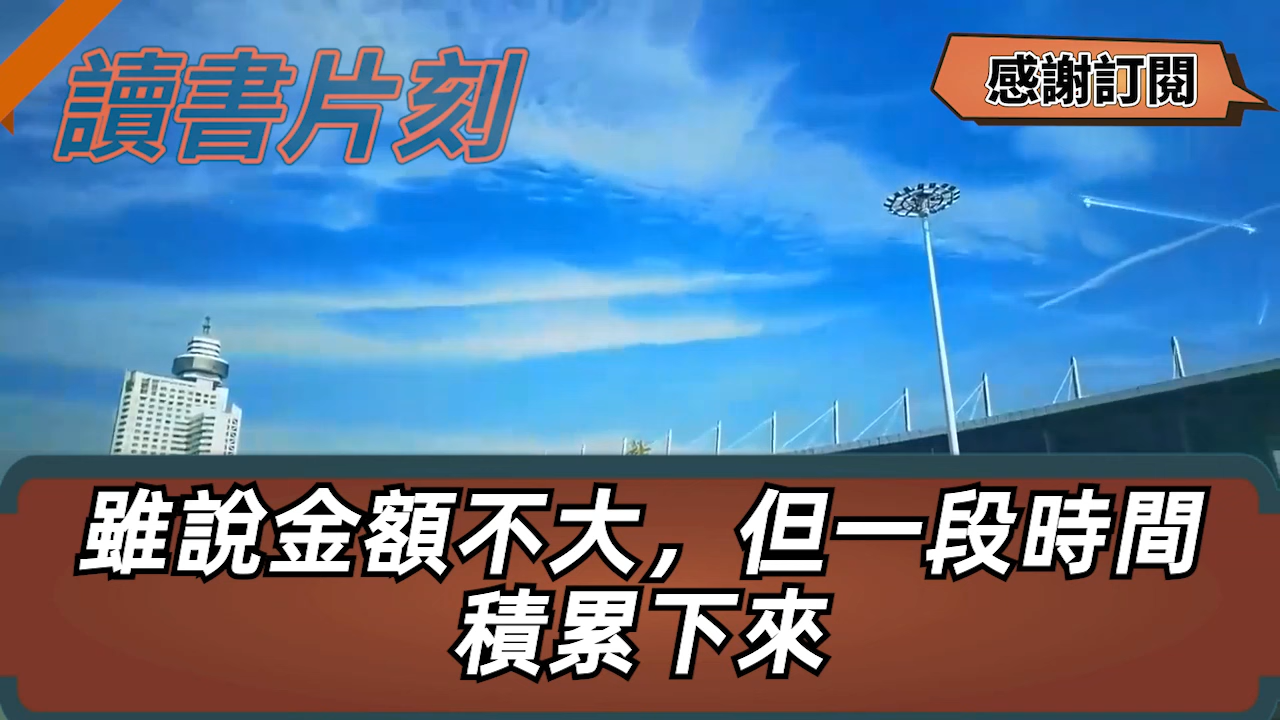 讀書片刻
感謝訂閱
雖說金額不大，但一段時間
積累下來